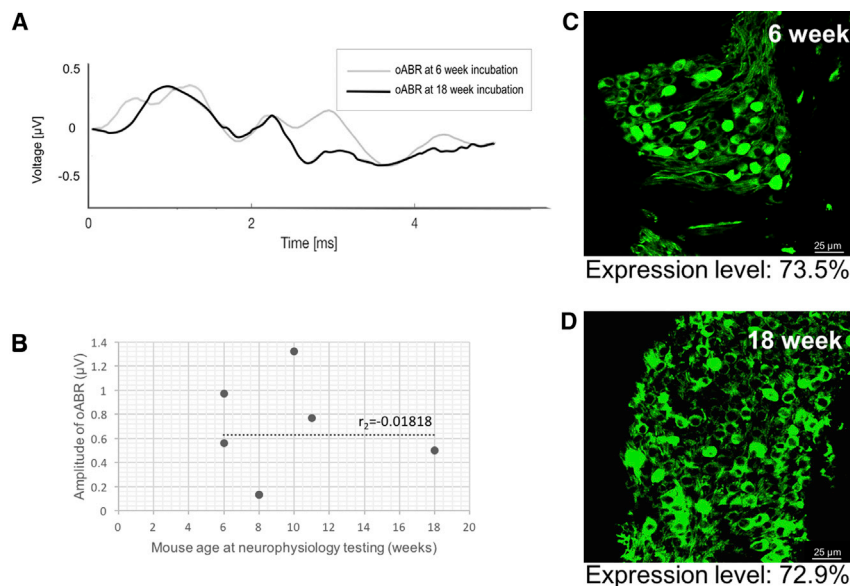 A
0.5
0
-0.5
Voltage [µV]
oABR at 6 week incubation
oABR at 18 week incubation
0
2
4
Time [ms]
B
1.4
1.2
1
0.8
0.6
0.4
0.2
0
Amplitude of oABR (µV)
r2=-0.01818
0 2 4 6 8 10 12 14 16 18 20
Mouse age at neurophysiology testing (weeks)
C
6 week
25 µm
Expression level: 73.5%
D
18 week
25 µm
Expression level: 72.9%